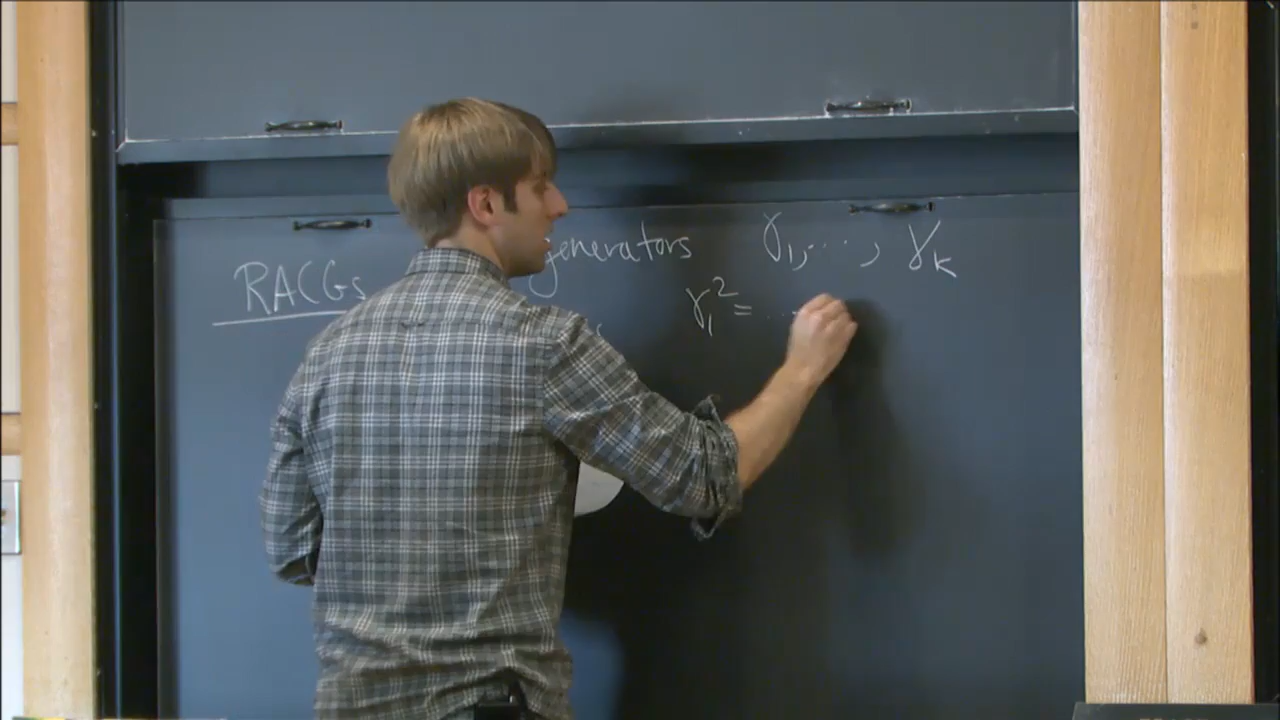 RACGs generators γ₁, ..., γₖ
γ₁² = ...